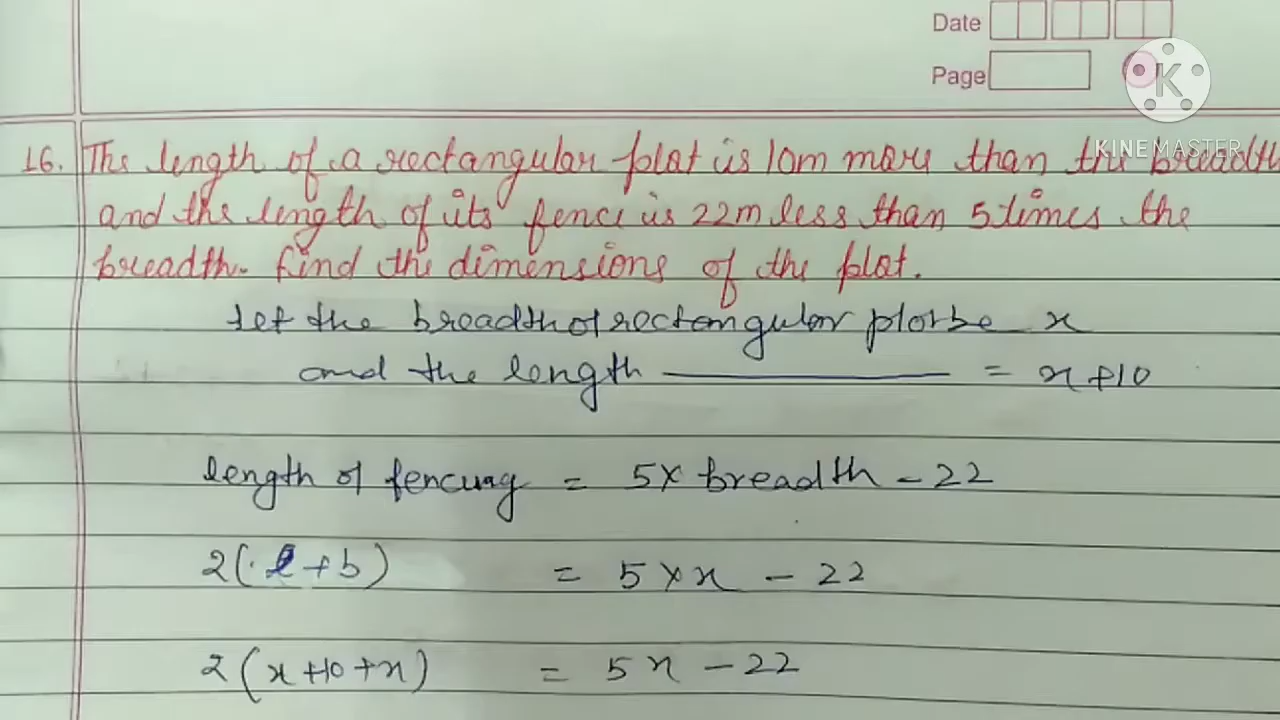 Date
Page
K
KINEMASTER
16. The length of a rectangular plot is 10m more than the breadth
and the length of its fence is 22m less than 5 times the
breadth. find the dimensions of the plot.
let the breadth of rectangular plot be x
and the length ——— = x+10
length of fencing = 5x breadth - 22
2(l+b) = 5xx - 22
2(x+10+x) = 5x - 22